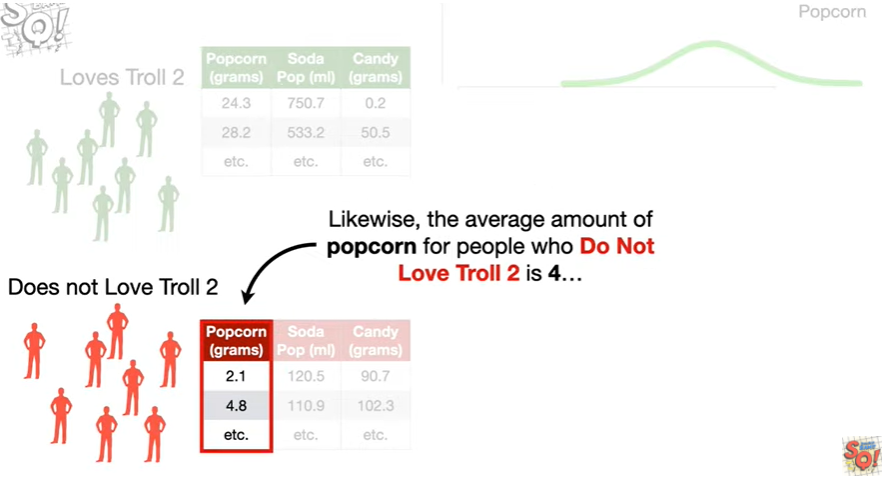 SQ!
Popcorn
Loves Troll 2
Popcorn (grams) Soda Pop (ml) Candy (grams)
24.3 750.7 0.2
28.2 533.2 50.5
etc. etc. etc.
Likewise, the average amount of
popcorn for people who Do Not
Love Troll 2 is 4…
Does not Love Troll 2
Popcorn (grams) Soda Pop (ml) Candy (grams)
2.1 120.5 90.7
4.8 110.9 102.3
etc. etc. etc.
SQ!